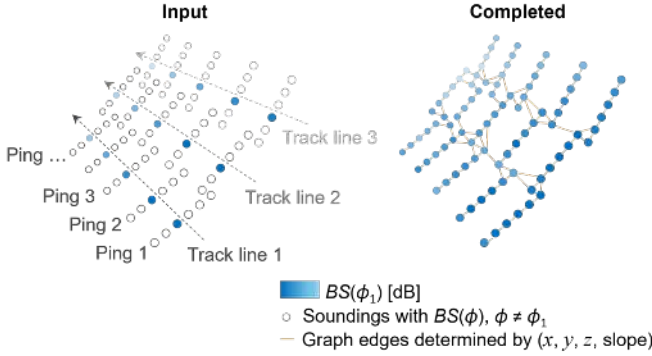 Input
Completed
Track line 3
Ping ...
Ping 3
Track line 2
Ping 2
Ping 1
Track line 1
BS(ϕ₁) [dB]
Soundings with BS(ϕ), ϕ ≠ ϕ₁
Graph edges determined by (x, y, z, slope)